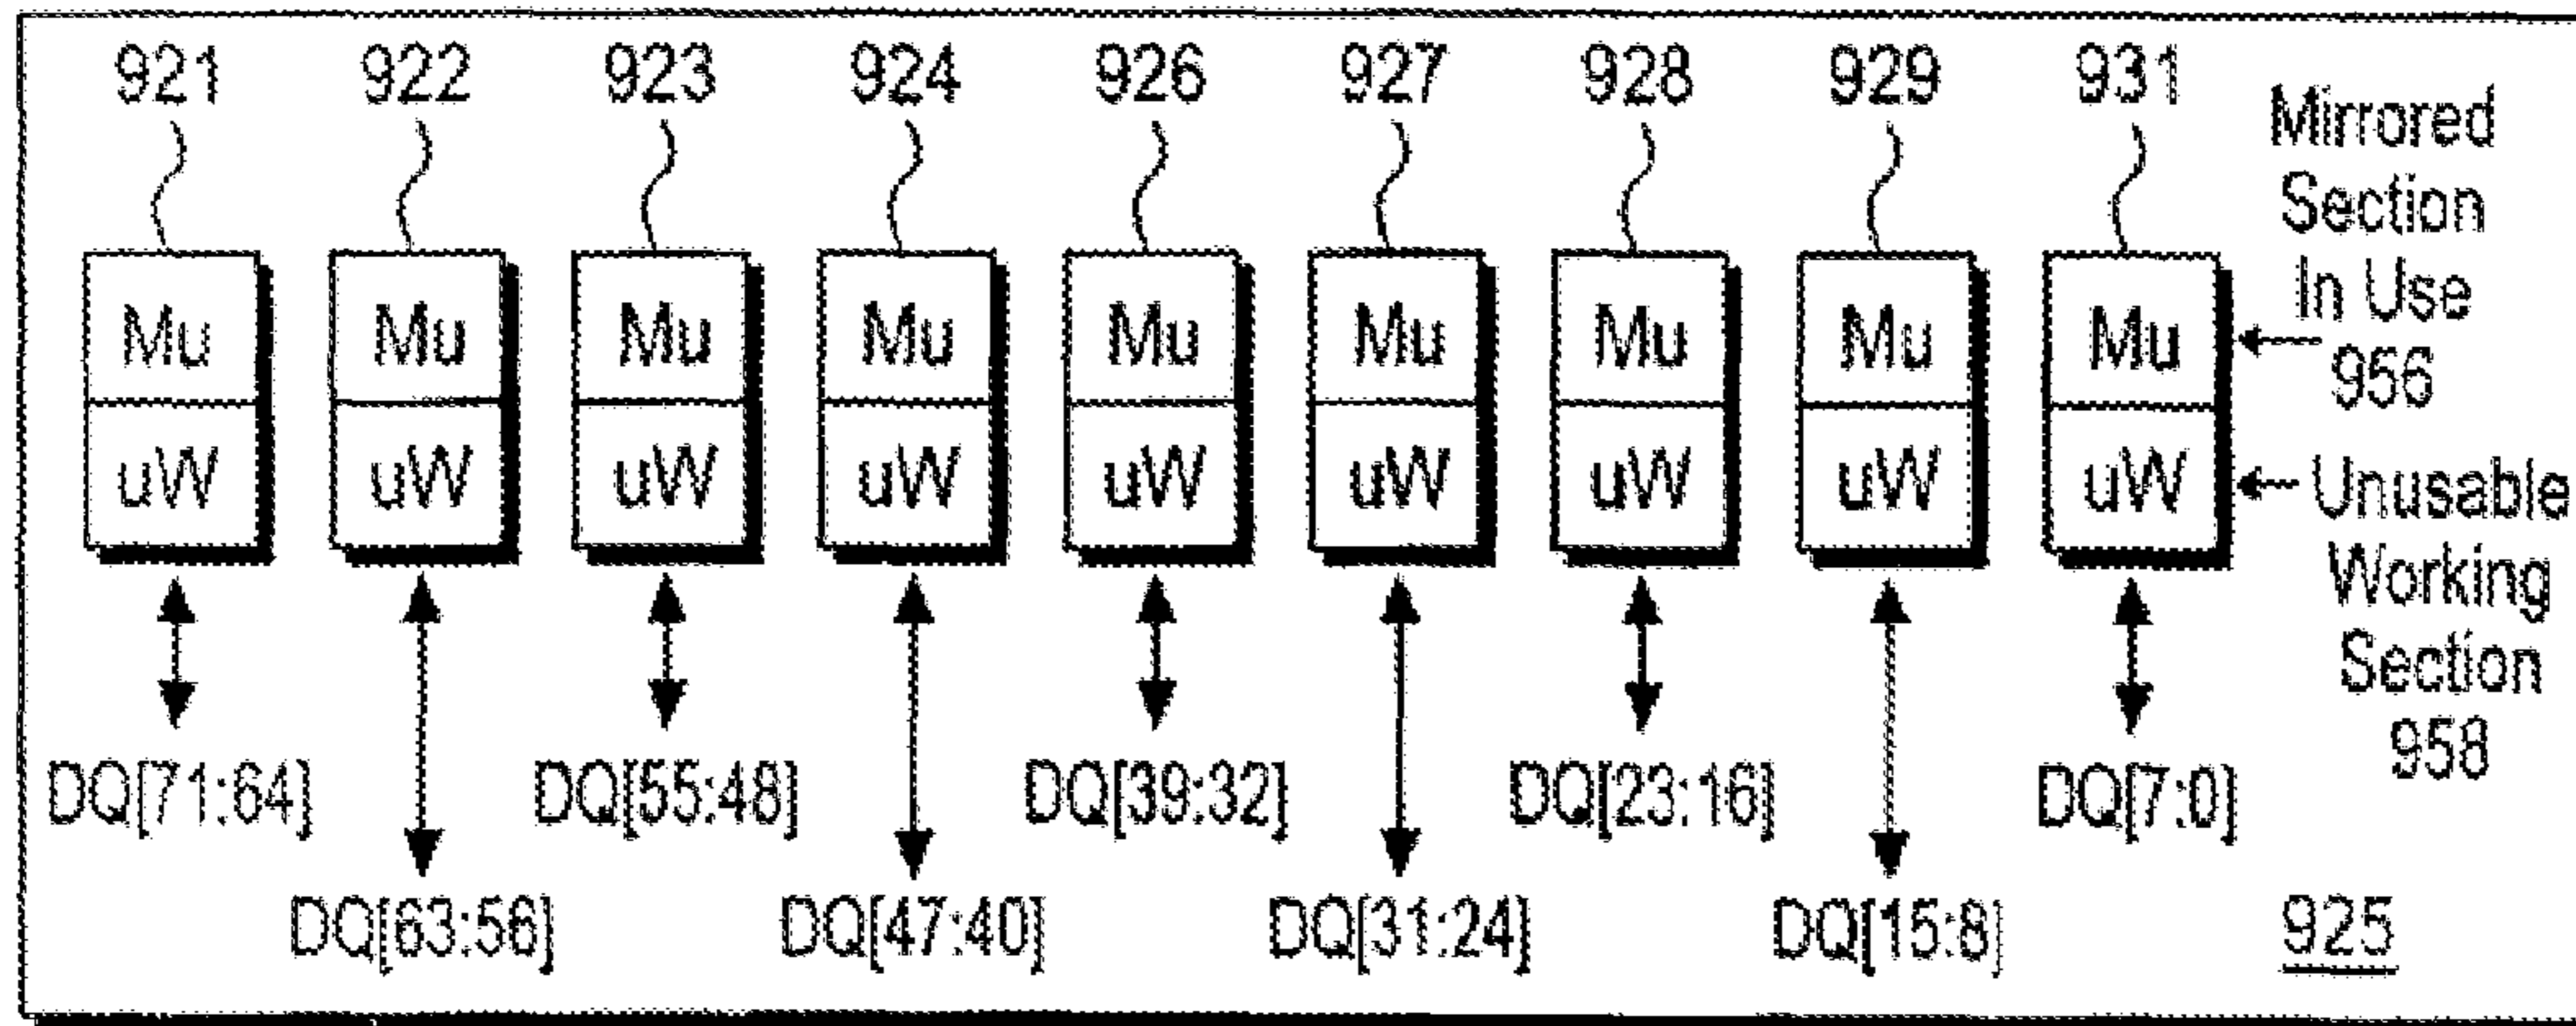 921 922 923 924 926 927 928 929 931
Mirrored
Section
In Use
956
Mu Mu Mu Mu Mu Mu Mu Mu Mu
uW uW uW uW uW uW uW uW uW
Unusable
Working
Section
958
DQ[71:64] DQ[55:48] DQ[39:32] DQ[23:16] DQ[7:0]
DQ[63:56] DQ[47:40] DQ[31:24] DQ[15:8]
925